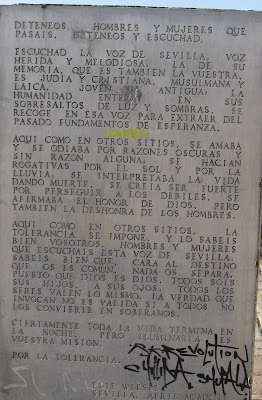 DETENEOS, HOMBRES Y MUJERES QUE
PASAIS. DETENEOS Y ESCUCHAD.
ESCUCHAD LA VOZ DE SEVILLA, VOZ
HERIDA Y MELODIOSA. LA DE SU
MEMORIA, QUE ES TAMBIEN LA VUESTRA.
ES JUDIA Y CRISTIANA, MUSULMANA Y
LAICA, JOVEN Y ANTIGUA: LA
HUMANIDAD ENTERA EN SUS
SOBRESALTOS DE LUZ Y SOMBRAS, SE
RECOGE EN ESA VOZ PARA EXTRAER DEL
PASADO FUNDAMENTOS DE ESPERANZA.
AQUI COMO EN OTROS SITIOS, SE AMABA
Y SE ODIABA POR RAZONES OSCURAS Y
SIN RAZON ALGUNA; SE HACIAN
ROGATIVAS POR EL SOL Y POR LA
LLUVIA; SE INTERPRETABA LA VIDA
DANDO MUERTE; SE CREIA SER FUERTE
POR PERSEGUIR A LOS DEBILES, SE
AFIRMABA EL HONOR DE DIOS, PERO
TAMBIEN LA DESHONRA DE LOS HOMBRES.
AQUI COMO EN OTROS SITIOS, LA
TOLERANCIA SE IMPONE, Y LO SABEIS
BIEN VOSOTROS, HOMBRES Y MUJERES
QUE ESCUCHAIS ESTA VOZ DE SEVILLA.
SABEIS BIEN QUE, CARA AL DESTINO
QUE OS ES COMUN, NADA OS SEPARA.
PUESTO QUE DIOS ES DIOS, TODOS SOIS
SUS HIJOS. A SUS OJOS, TODOS LOS
SERES VALEN LO MISMO. LA VERDAD QUE
INVOCAN NO ES VALIDA SI A TODOS NO
LOS CONVIERTE EN SOBERANOS.
CIERTAMENTE TODA LA VIDA TERMINA EN
LA NOCHE, PERO ILUMINARLA ES
VUESTRA MISION.
POR LA TOLERANCIA.
ELIE WIESEL
SEVILLA, ABRIL